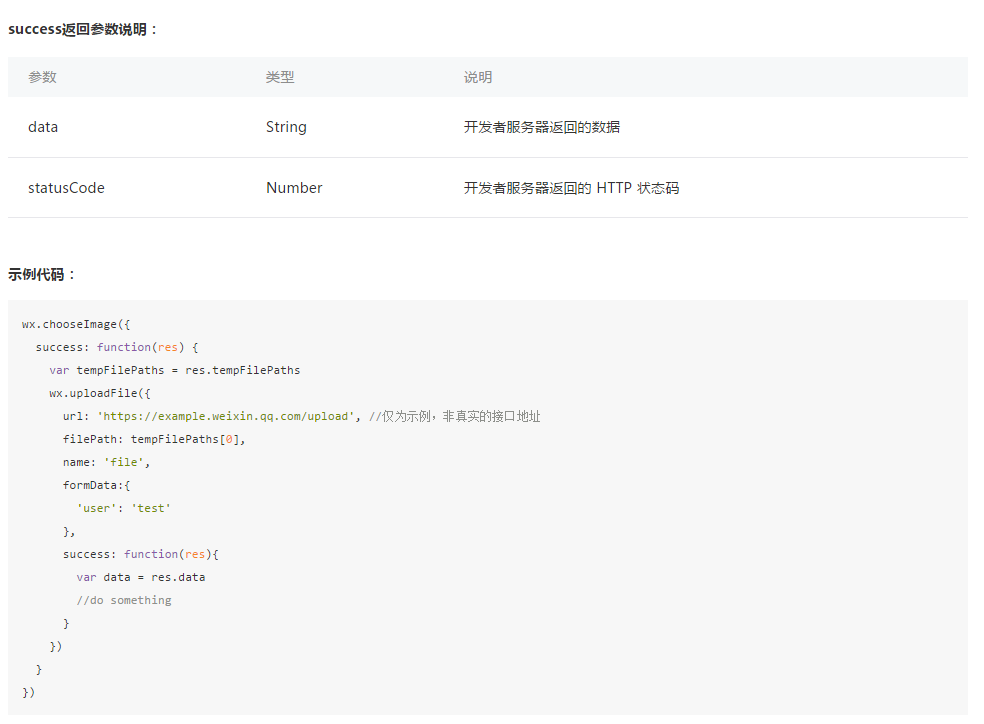 success返回参数说明：
参数 类型 说明
data String 开发者服务器返回的数据
statusCode Number 开发者服务器返回的 HTTP 状态码
示例代码：
wx.chooseImage({
  success: function(res) {
    var tempFilePaths = res.tempFilePaths
    wx.uploadFile({
      url: 'https://example.weixin.qq.com/upload', //仅为示例，非真实的接口地址
      filePath: tempFilePaths[0],
      name: 'file',
      formData:{
        'user': 'test'
      },
      success: function(res){
        var data = res.data
        //do something
      }
    })
  }
})